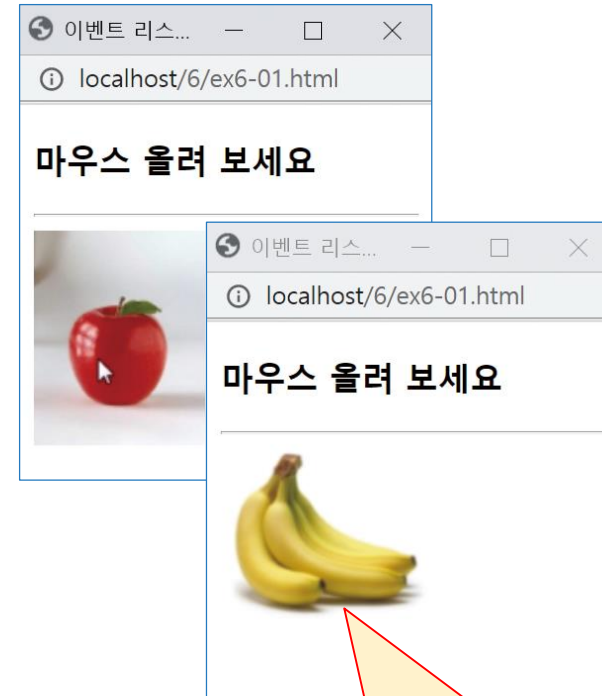 이벤트 리스...
localhost/6/ex6-01.html
마우스 올려 보세요
이벤트 리스...
localhost/6/ex6-01.html
마우스 올려 보세요